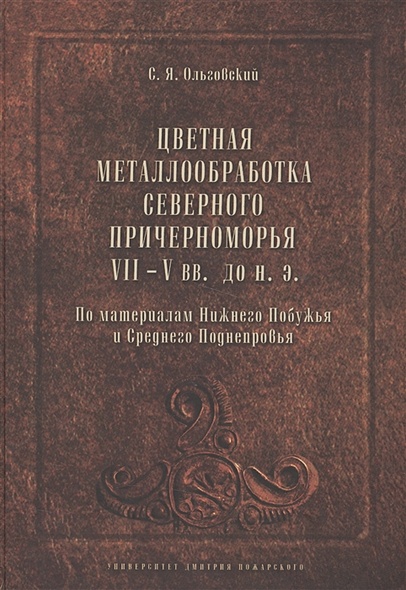 С. Я. Ольговский
ЦВЕТНАЯ
МЕТАЛЛООБРАБОТКА
СЕВЕРНОГО
ПРИЧЕРНОМОРЬЯ
VII – V ВВ. ДО Н. Э.
По материалам Нижнего Побужья
и Среднего Поднепровья
УНИВЕРСИТЕТ ДМИТРИЯ ПОЖАРСКОГО